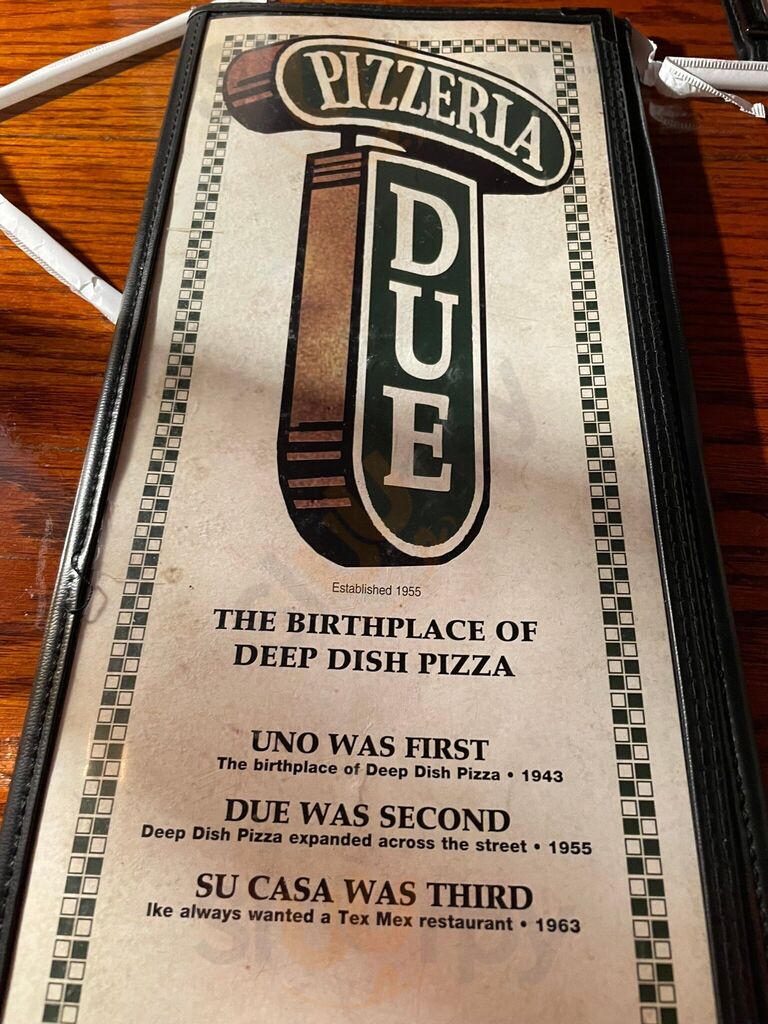 PIZZERIA
DUE
Established 1955
THE BIRTHPLACE OF
DEEP DISH PIZZA
UNO WAS FIRST
The birthplace of Deep Dish Pizza • 1943
DUE WAS SECOND
Deep Dish Pizza expanded across the street • 1955
SU CASA WAS THIRD
Ike always wanted a Tex Mex restaurant • 1963